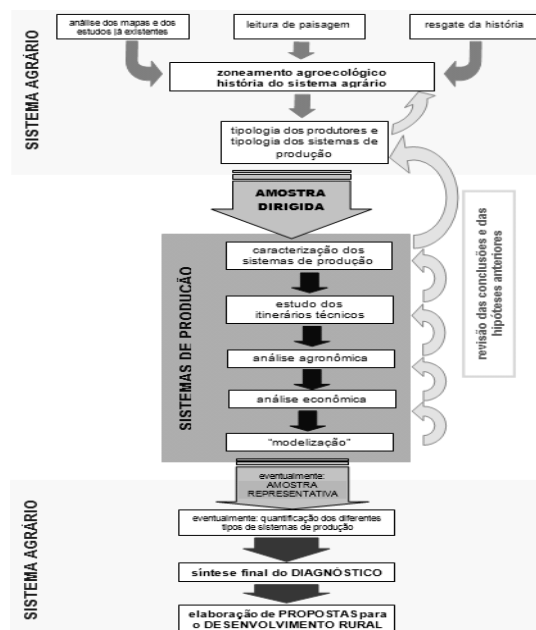 análise dos mapas e dos
estudos já existentes
leitura de paisagem
resgate da história
SISTEMA AGRÁRIO
zoneamento agroecológico
história do sistema agrário
tipologia dos produtores e
tipologia dos sistemas de
produção
AMOSTRA
DIRIGIDA
SISTEMAS DE PRODUCÃO
caracterização dos
sistemas de produção
estudo dos
itinerários técnicos
análise agronômica
análise econômica
"modelização"
revisão das conclusões e das
hipóteses anteriores
eventualmente:
AMOSTRA
REPRESENTATIVA
SISTEMA AGRÁRIO
eventualmente: quantificação dos diferentes
tipos de sistemas de produção
síntese final do DIAGNÓSTICO
elaboração de PROPOSTAS para
o DESENVOLVIMENTO RURAL